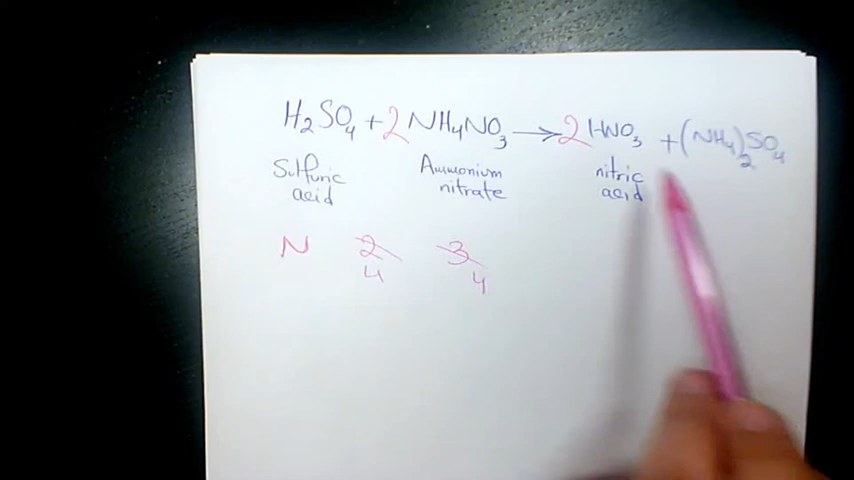 H₂SO₄ + 2 NH₄NO₃ → 2 HNO₃ + (NH₄)₂SO₄
Sulfuric acid Ammonium nitrate nitric acid
N 2 3
4 4